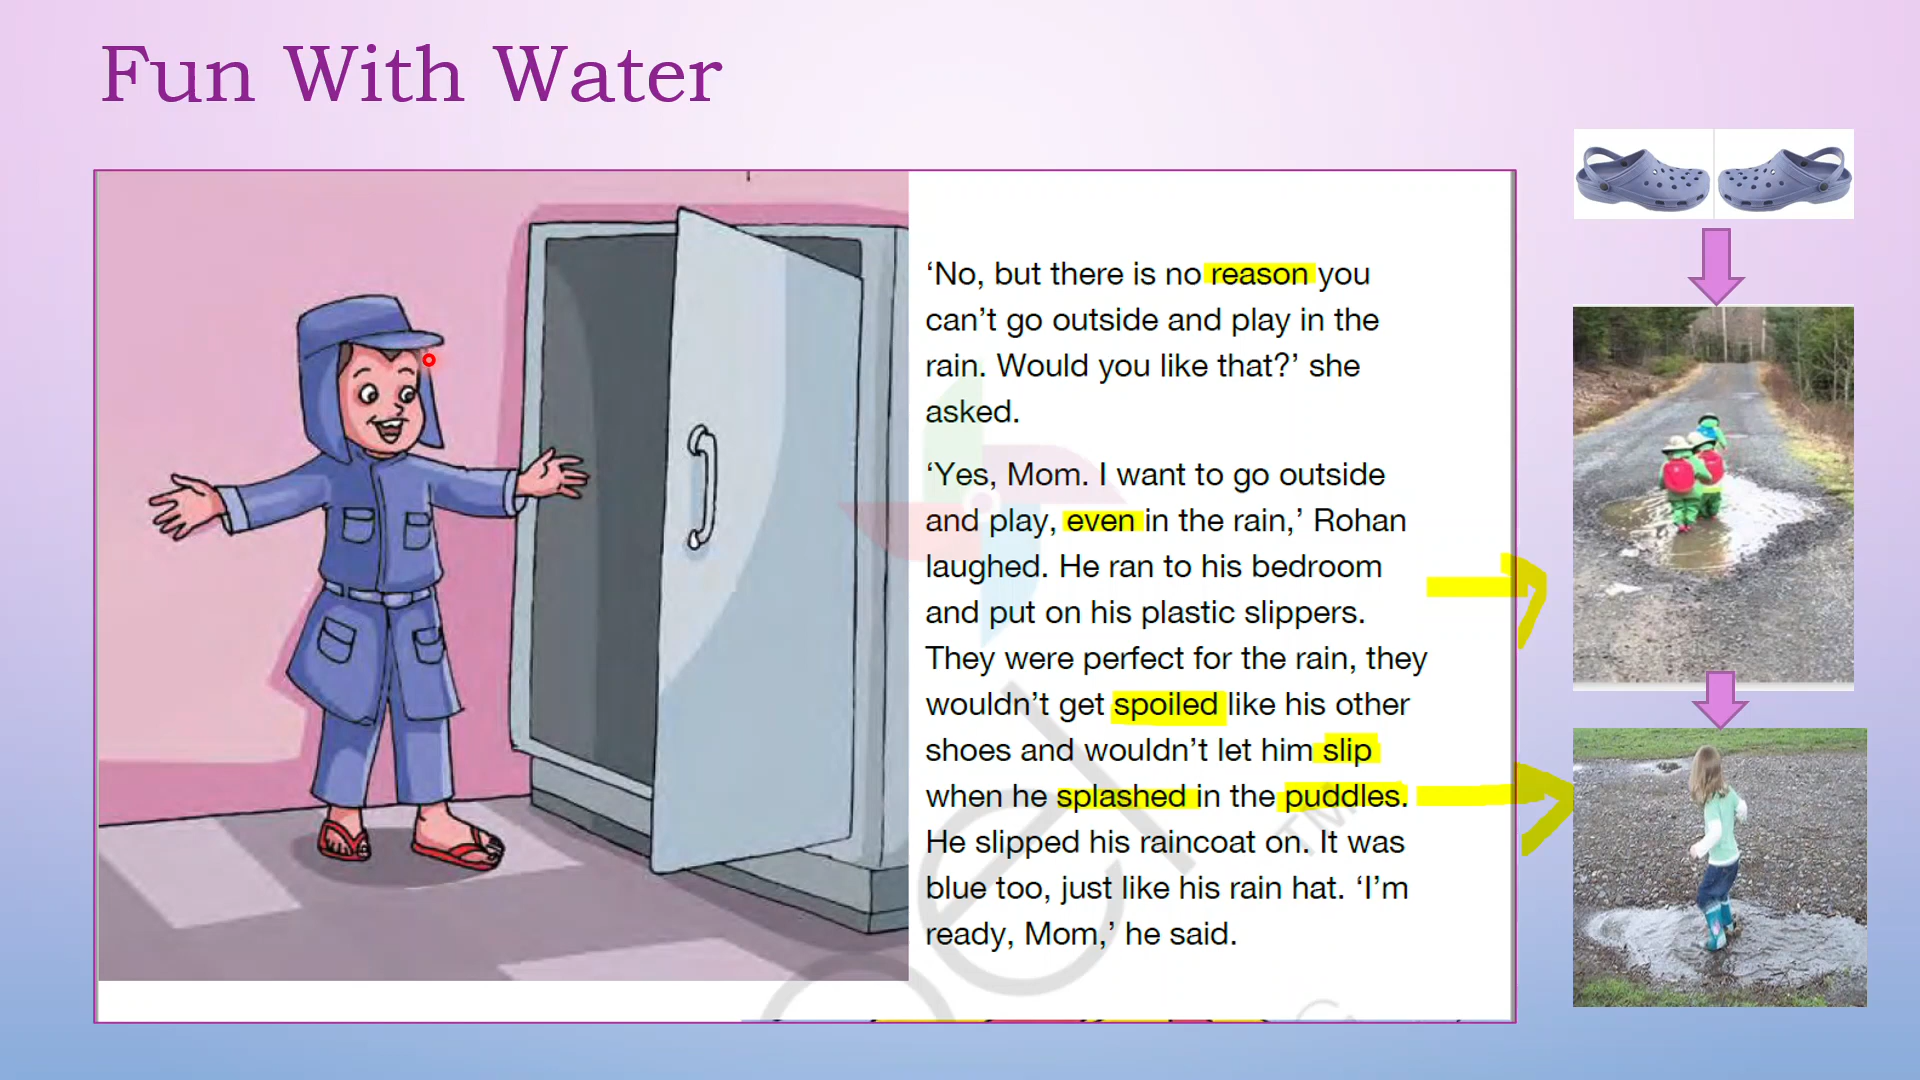 Fun With Water
‘No, but there is no reason you
can’t go outside and play in the
rain. Would you like that?’ she
asked.
‘Yes, Mom. I want to go outside
and play, even in the rain,’ Rohan
laughed. He ran to his bedroom
and put on his plastic slippers.
They were perfect for the rain, they
wouldn’t get spoiled like his other
shoes and wouldn’t let him slip
when he splashed in the puddles.
He slipped his raincoat on. It was
blue too, just like his rain hat. ‘I’m
ready, Mom,’ he said.